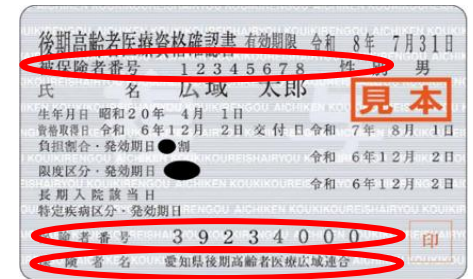 後期高齢者医療資格確認書 有効期限 令和 8年 7月31日
被保険者番号 12345678 性別 男
氏名 広域 太郎
見本
生年月日 昭和20年 4月 1日
資格取得日 令和 6年12月 2日 交付日 令和 7年 8月 1日
負担割合・発効期日 割
令和 6年12月 2日
限度区分・発効期日
令和 6年12月 2日
長期入院該当日
特定疾病区分・発効期日
険者番号 39234000
印
険者名 愛知県後期高齢者医療広域連合